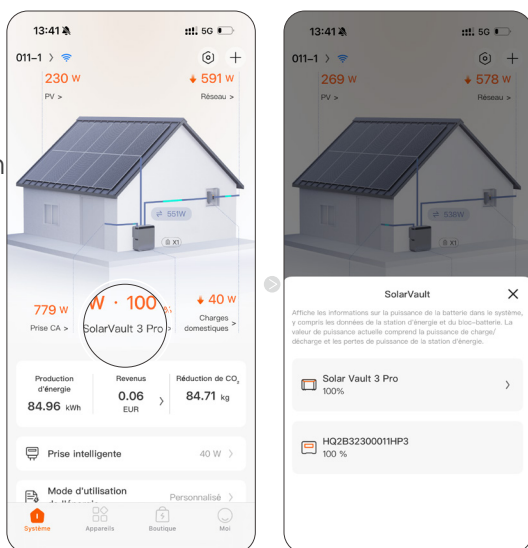 13:41
5G
011-1 >
230 W
PV >
591 W
Réseau >
551W
X1
779 W
Prise CA >
W · 100 %
SolarVault 3 Pro >
40 W
Charges
domestiques >
Production
d'énergie
84.96 kWh
Revenus
0.06
EUR
Réduction de CO2
84.71 kg
Prise intelligente
40 W >
Mode d'utilisation
de l'énergie
Personnalisé >
Système
Appareils
Boutique
Moi
13:41
5G
011-1 >
269 W
PV >
578 W
Réseau >
538W
X1
SolarVault
Affiche les informations sur la puissance de la batterie dans le système,
y compris les données de la station d'énergie et du bloc-batterie. La
valeur de puissance actuelle comprend la puissance de charge/
décharge et les pertes de puissance de la station d'énergie.
Solar Vault 3 Pro
100%
HQ2B32300011HP3
100 %